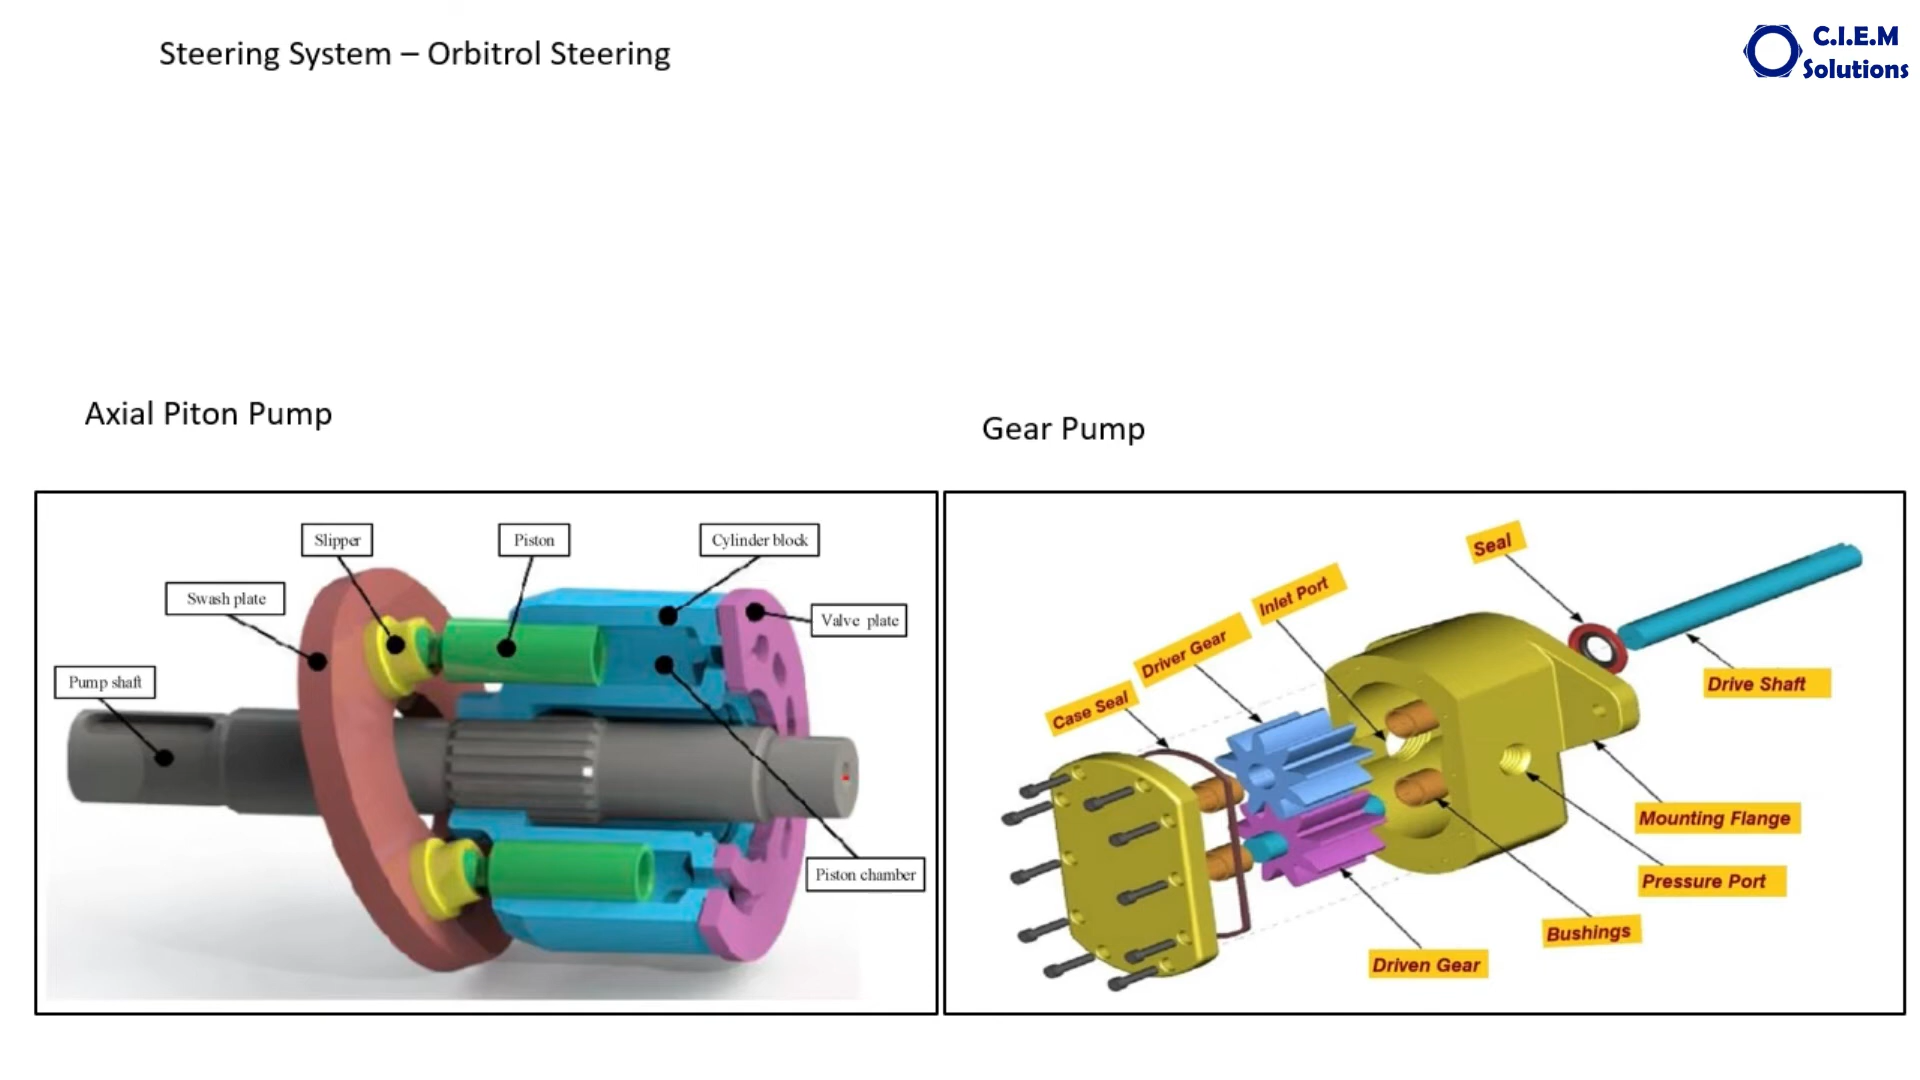 Steering System – Orbitrol Steering
C.I.E.M
Solutions
Axial Piton Pump
Gear Pump
Slipper
Piston
Cylinder block
Swash plate
Valve plate
Pump shaft
Piston chamber
Seal
Inlet Port
Driver Gear
Case Seal
Drive Shaft
Mounting Flange
Pressure Port
Bushings
Driven Gear